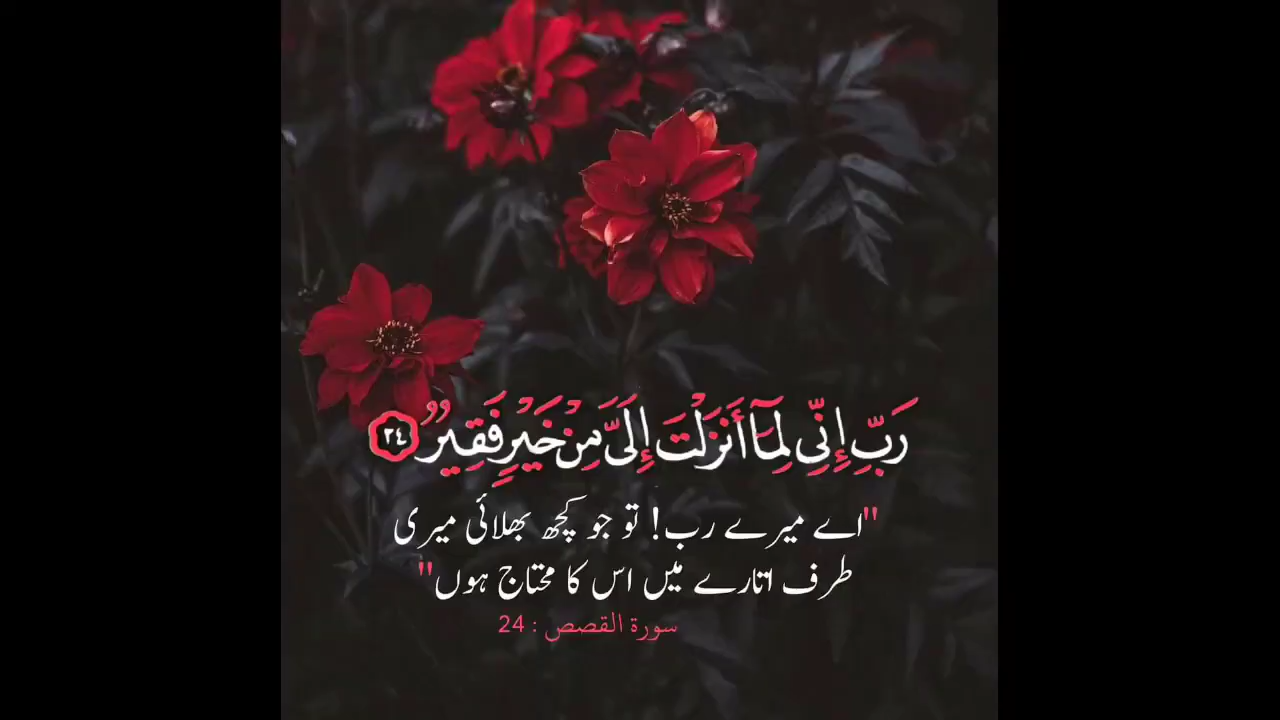 رَبِّ إِنِّي لِمَآ أَنزَلْتَ إِلَيَّ مِنْ خَيْرٍ فَقِيرٌ ٢٤
"اے میرے رب! تو جو کچھ بھلائی میری
طرف اتارے میں اس کا محتاج ہوں"
سورة القصص : 24